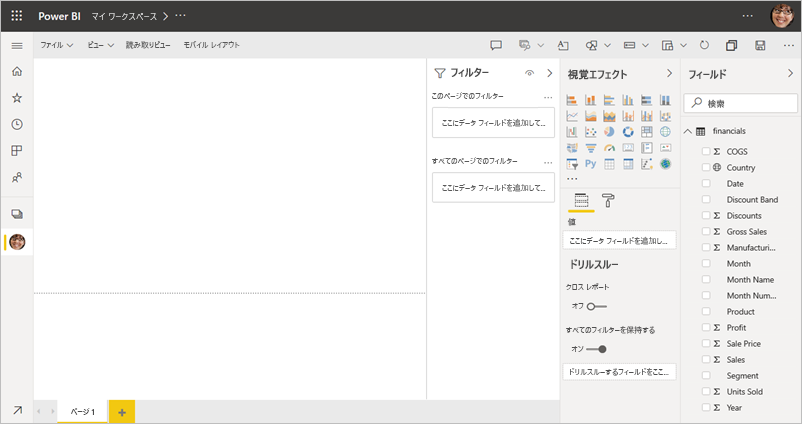 Power BI マイ ワークスペース
ファイル ビュー 読み取りビュー モバイル レイアウト
フィルター
このページでのフィルター
ここにデータ フィールドを追加して...
すべてのページでのフィルター
ここにデータ フィールドを追加して...
視覚エフェクト
Py
値
ここにデータ フィールドを追加し...
ドリルスルー
クロス レポート
オフ
すべてのフィルターを保持する
オン
ドリルスルーするフィールドをここ...
フィールド
検索
financials
COGS
Country
Date
Discount Band
Discounts
Gross Sales
Manufacturi...
Month
Month Name
Month Num...
Product
Profit
Sale Price
Sales
Segment
Units Sold
Year
ページ 1